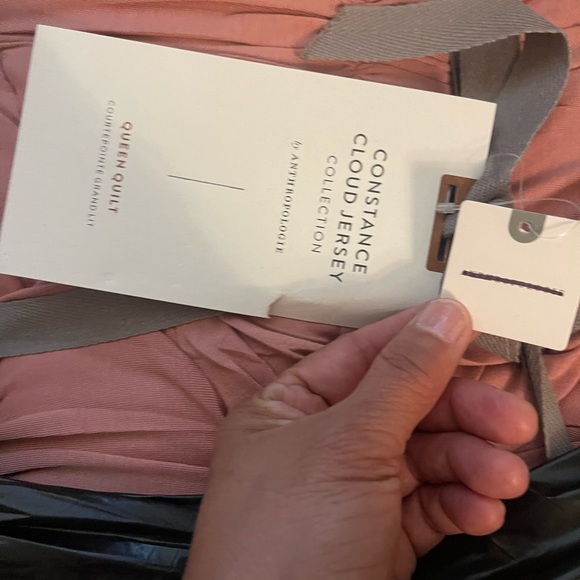 CONSTANCE
CLOUD JERSEY
COLLECTION
by ANTHROPOLOGIE
QUEEN QUILT
COURTEPOINTE GRAND LIT